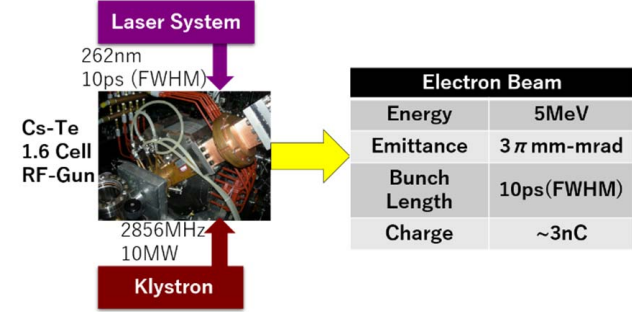 Laser System
262nm
10ps (FWHM)
Cs-Te
1.6 Cell
RF-Gun
2856MHz
10MW
Klystron
Electron Beam
Energy 5MeV
Emittance 3π mm-mrad
Bunch
Length 10ps(FWHM)
Charge ~3nC